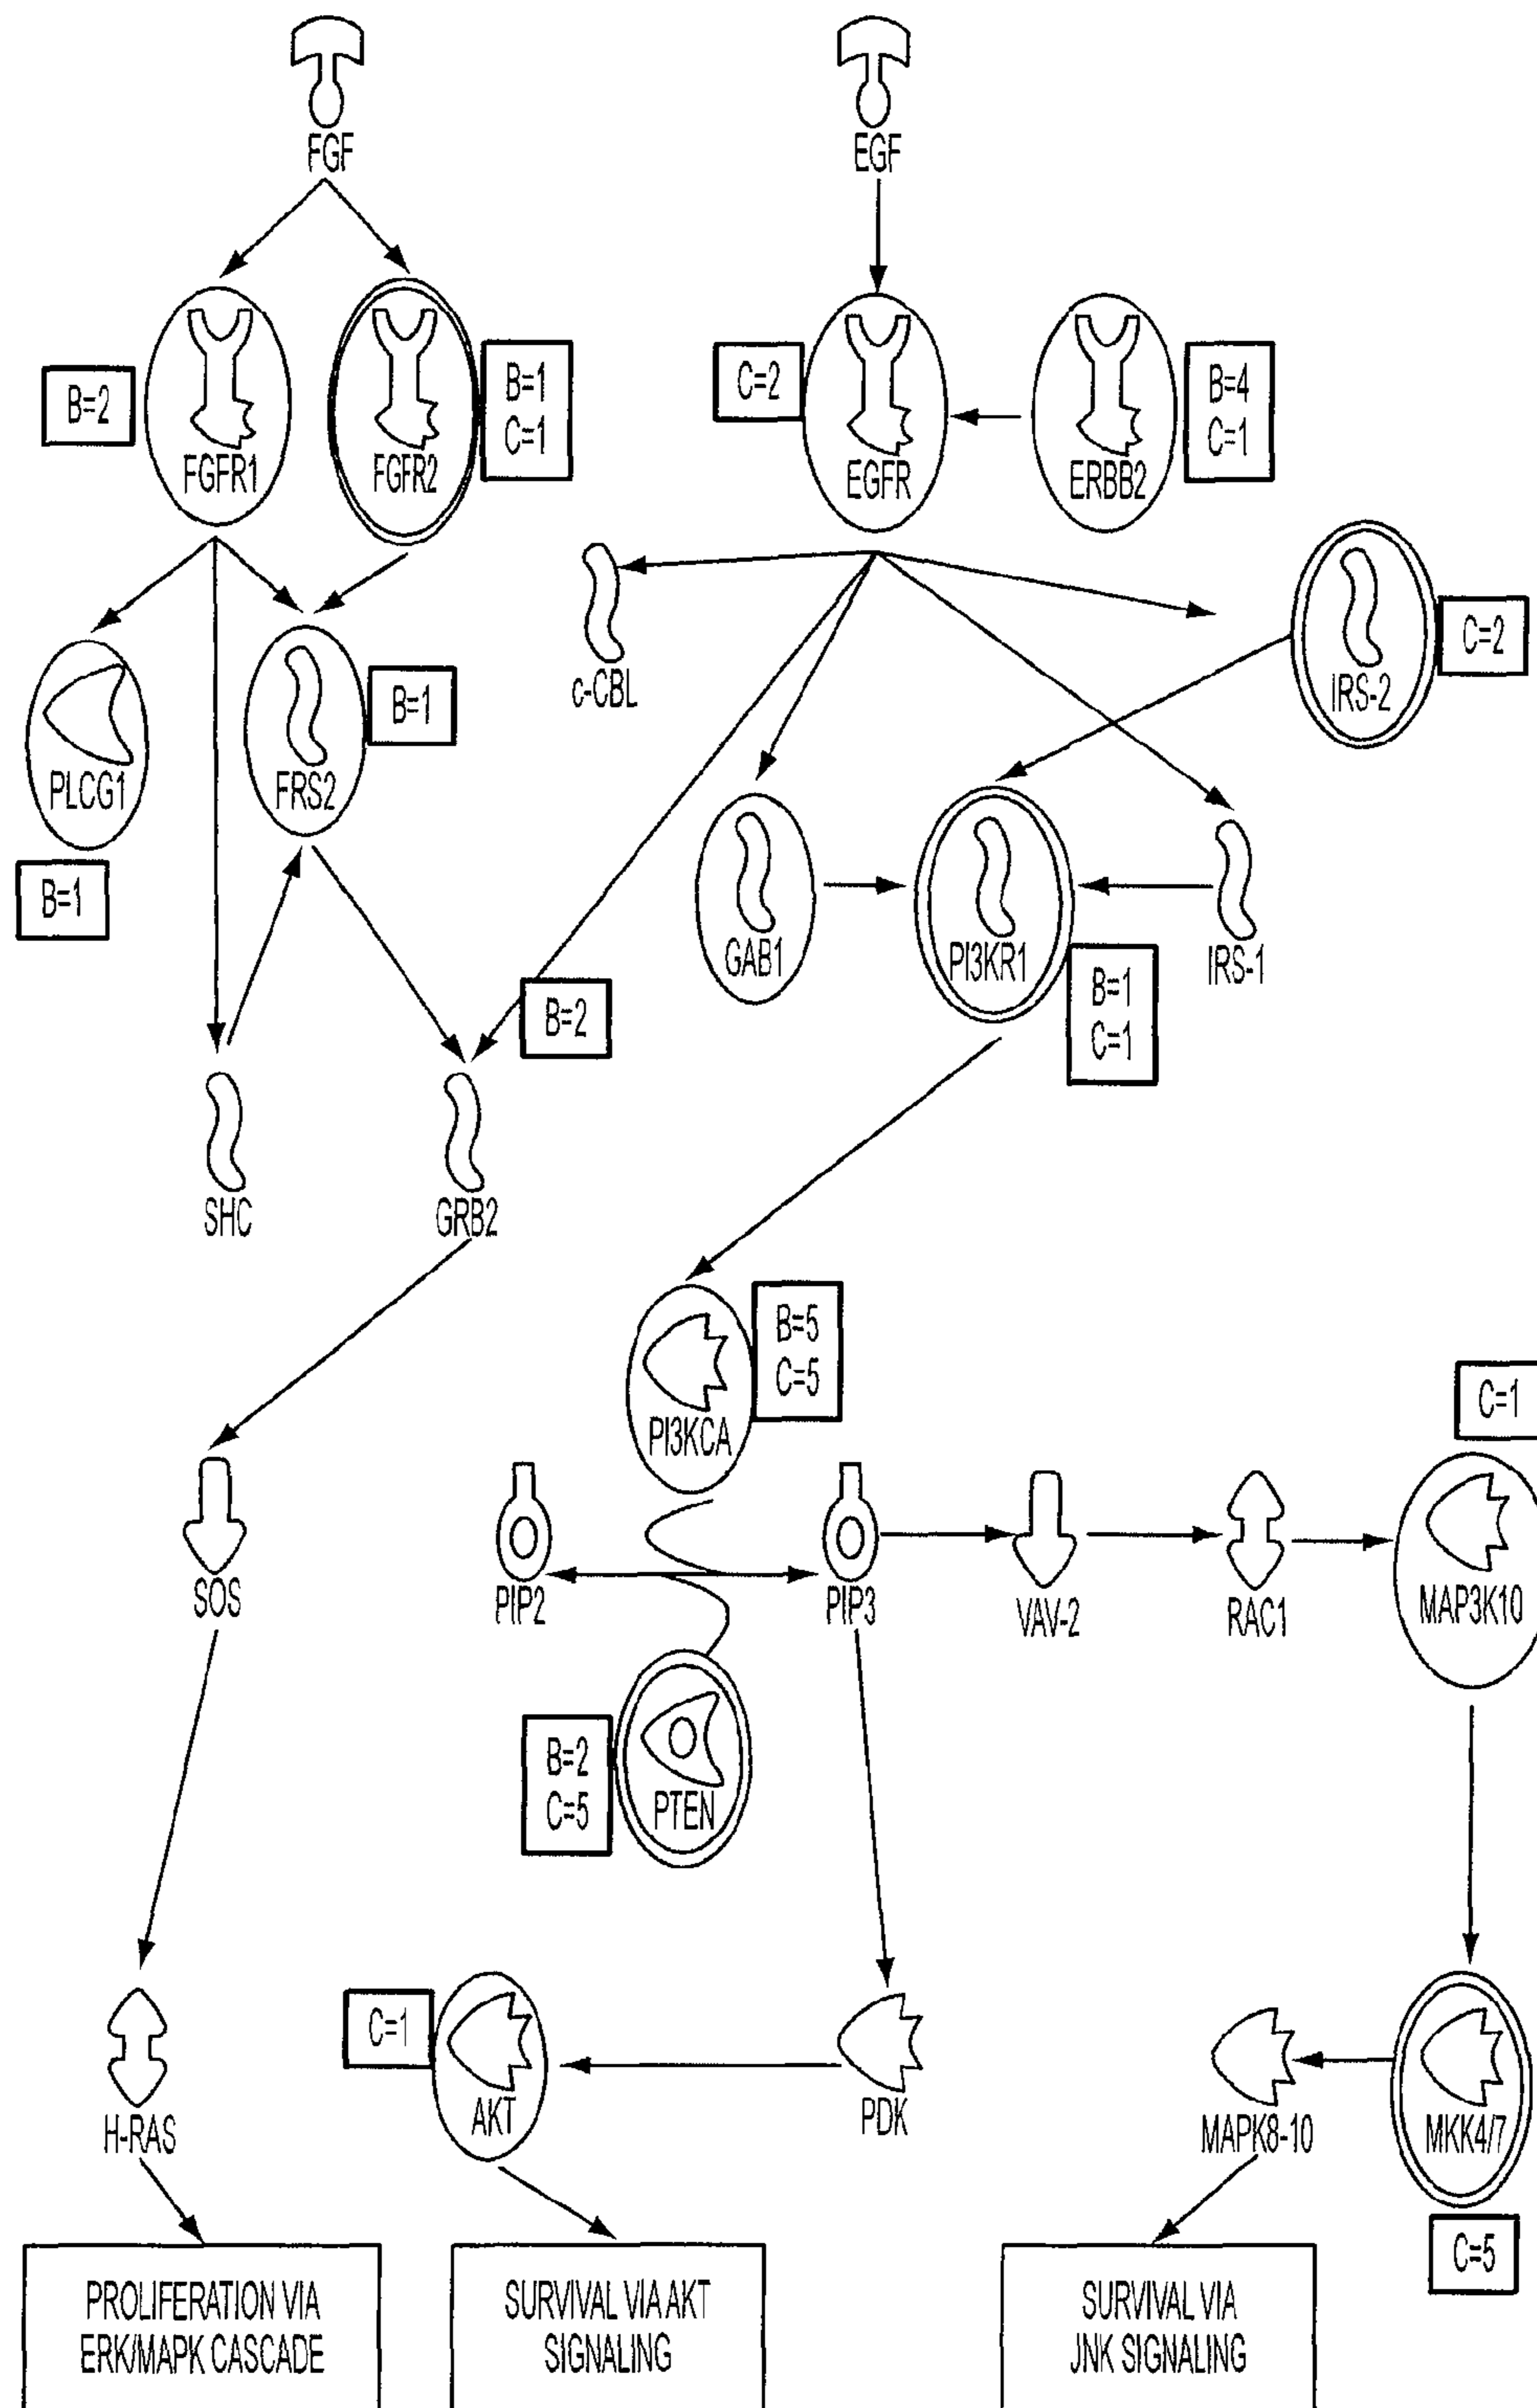 FGF
EGF
B=2
FGFR1
FGFR2
B=1
C=1
C=2
EGFR
ERBB2
B=4
C=1
PLCG1
B=1
FRS2
B=1
c-CBL
IRS-2
C=2
GAB1
PI3KR1
B=1
C=1
IRS-1
B=2
SHC
GRB2
PI3KCA
B=5
C=5
C=1
SOS
PIP2
PIP3
VAV-2
RAC1
MAP3K10
B=2
C=5
PTEN
H-RAS
C=1
AKT
PDK
MAPK8-10
MKK4/7
C=5
PROLIFERATION VIA
ERK/MAPK CASCADE
SURVIVAL VIA AKT
SIGNALING
SURVIVAL VIA
JNK SIGNALING